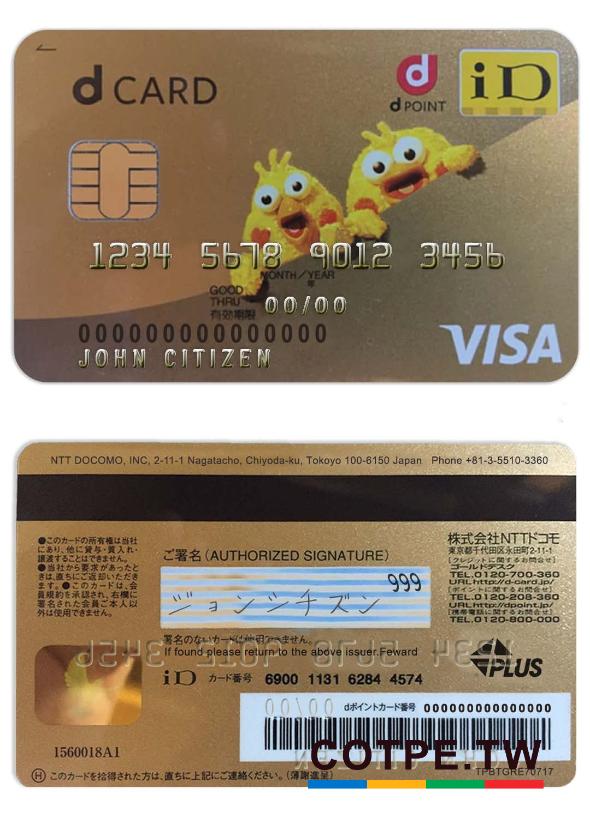 d CARD
d POINT
iD
1234 5678 9012 3456
MONTH/YEAR
年
GOOD
THRU
有効期限
00/00
000000000000000
JOHN CITIZEN
VISA
NTT DOCOMO, INC, 2-11-1 Nagatacho, Chiyoda-ku, Tokoyo 100-6150 Japan Phone +81-3-5510-3360
●このカードの所有権は当社
にあり、他に貸与・質入れ・
譲渡することはできません。
●当社から要求があったと
きは、直ちにご返却いただき
ます。●このカードは、会
員規約を承認され、右欄に
署名された会員ご本人以
外は使用できません。
ご署名(AUTHORIZED SIGNATURE)
999
ジョンシチズン
署名のないカードは使用できません。
If found please return to the above issuer.Feward
株式会社NTTドコモ
東京都千代田区永田町2-11-1
[クレジットに関するお問合せ]
ゴールドデスク
TEL.0120-700-360
URL.http://d-card.jp/
[ポイントに関するお問合せ]
TEL.0120-208-360
URL.http://dpoint.jp/
[携帯電話に関するお問合せ]
TEL.0120-800-000
PLUS
iD カード番号 6900 1131 6284 4574
dポイントカード番号 000000000000000
1560018A1
TPBTGRE70717
Ⓗ このカードを拾得された方は、直ちに上記にご連絡ください。(薄謝進呈)
COTPE.TW